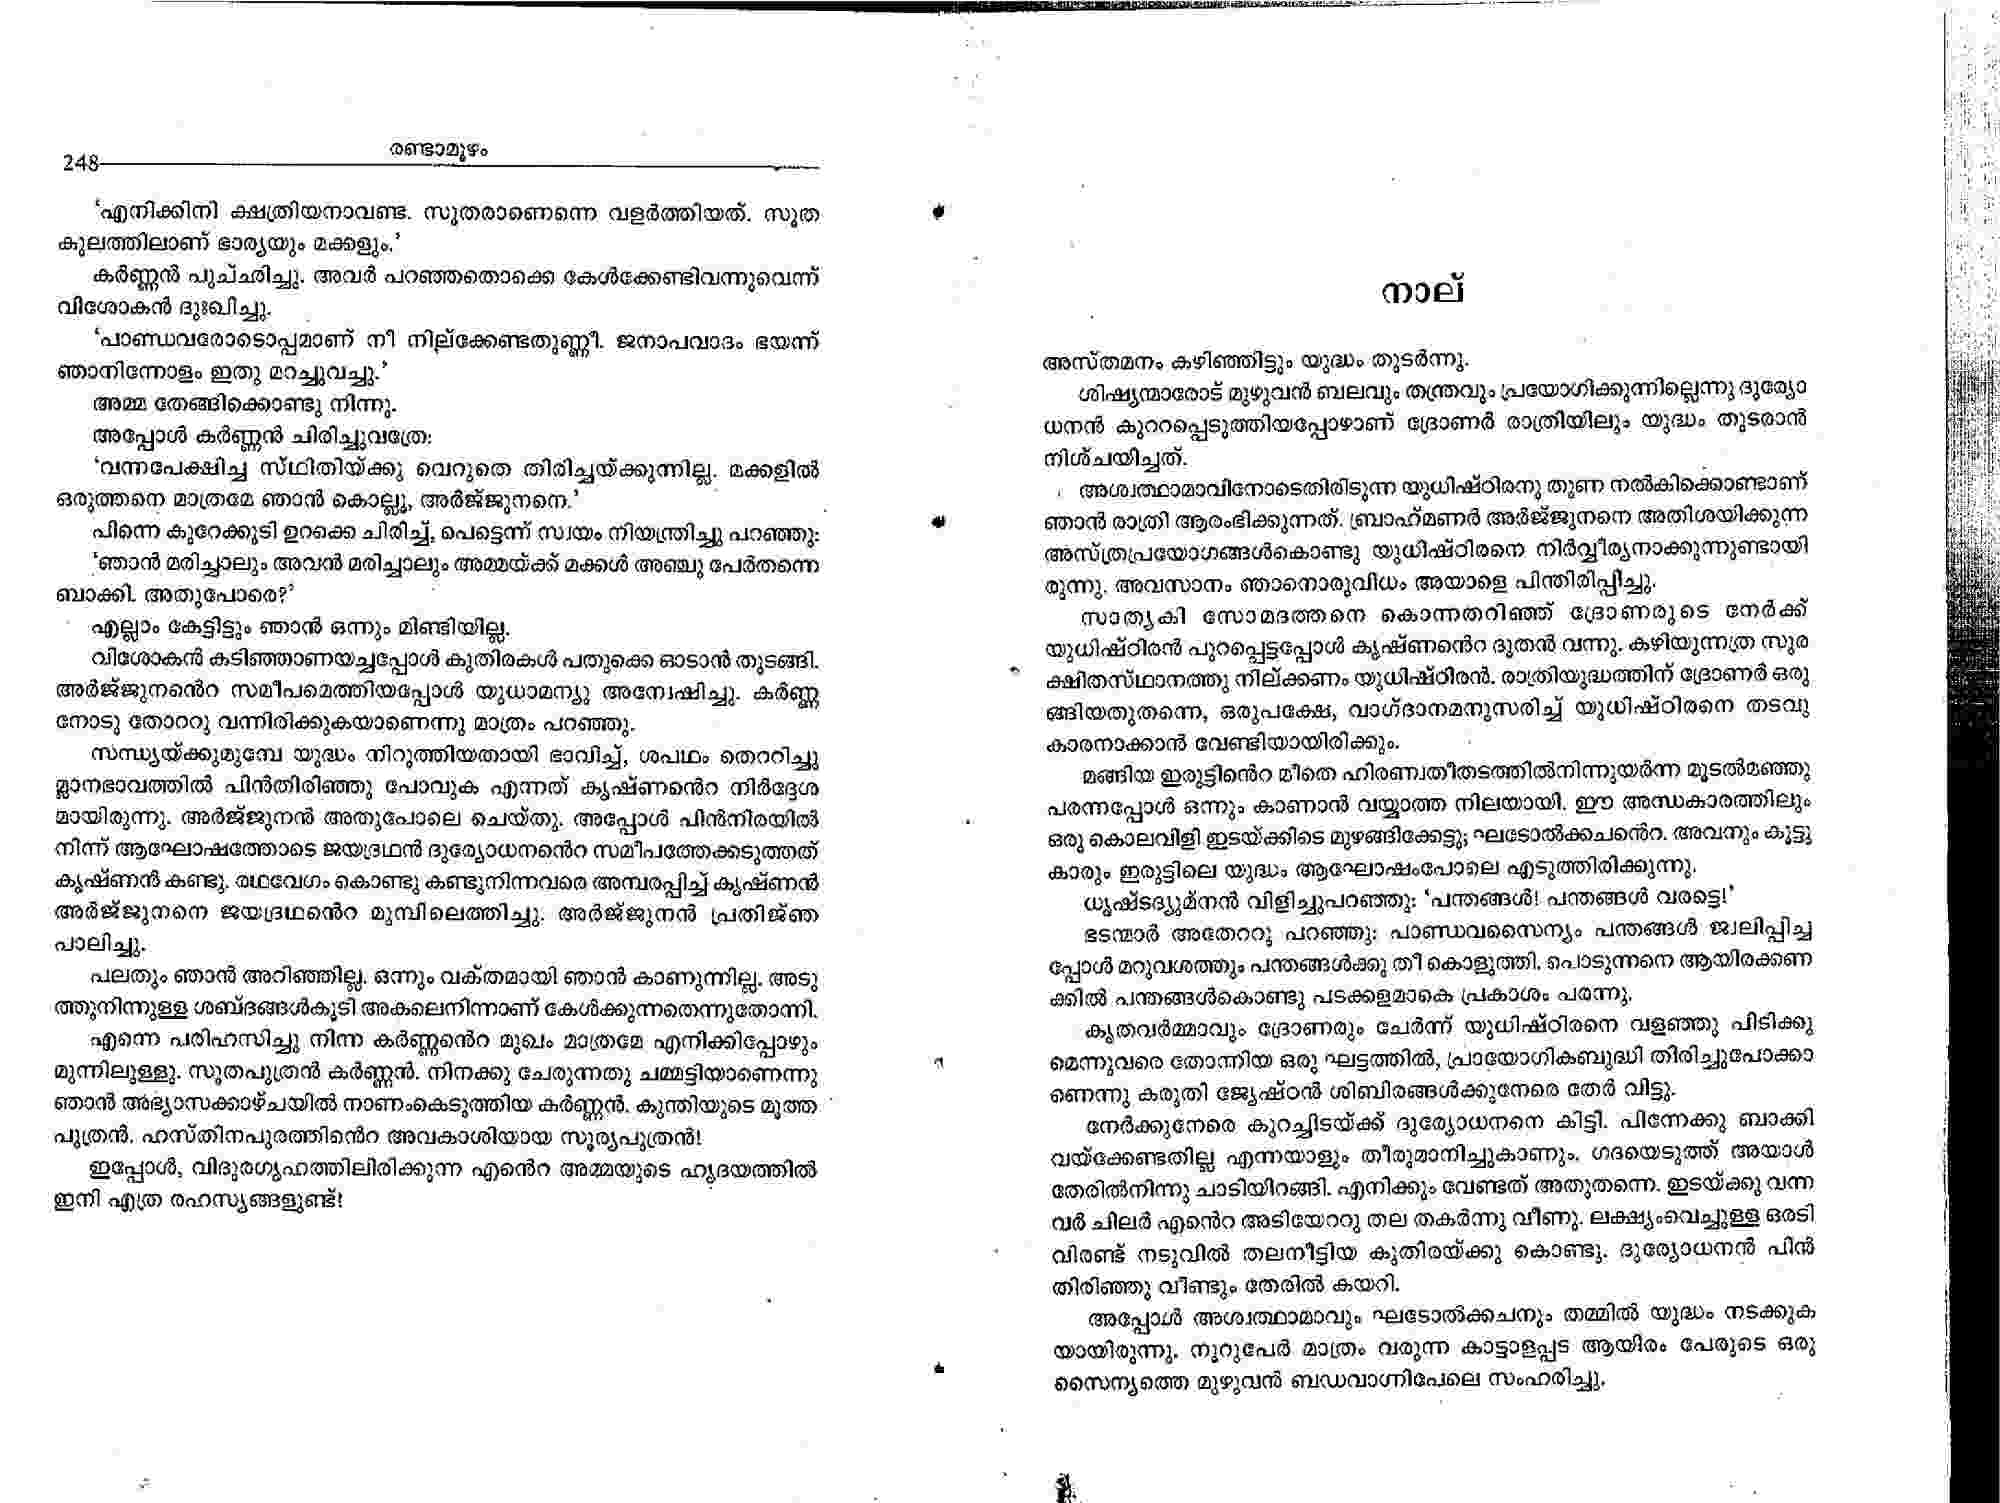 രണ്ടാമൂഴം
248
‘എനിക്കിനി ക്ഷത്രിയനാവണ്ട. സൂതരാണെന്നെ വളർത്തിയത്. സൂത
കുലത്തിലാണ് ഭാര്യയും മക്കളും.’
കർണ്ണൻ പുച്ഛിച്ചു. അവർ പറഞ്ഞതൊക്കെ കേൾക്കേണ്ടിവന്നുവെന്ന്
വിശോകൻ ദുഃഖിച്ചു.
‘പാണ്ഡവരോടൊപ്പമാണ് നീ നില്ക്കേണ്ടതുണ്ണീ. ജനാപവാദം ഭയന്ന്
ഞാനിന്നോളം ഇതു മറച്ചുവച്ചു.’
അമ്മ തേങ്ങിക്കൊണ്ടു നിന്നു.
അപ്പോൾ കർണ്ണൻ ചിരിച്ചുവത്രേ:
‘വന്നപേക്ഷിച്ച സ്ഥിതിയ്ക്കു വെറുതെ തിരിച്ചയ്ക്കുന്നില്ല. മക്കളിൽ
ഒരുത്തനെ മാത്രമേ ഞാൻ കൊല്ലൂ, അർജ്ജുനനെ.’
പിന്നെ കുറേക്കൂടി ഉറക്കെ ചിരിച്ച്, പെട്ടെന്ന് സ്വയം നിയന്ത്രിച്ചു പറഞ്ഞു:
‘ഞാൻ മരിച്ചാലും അവൻ മരിച്ചാലും അമ്മയ്ക്ക് മക്കൾ അഞ്ചു പേർതന്നെ
ബാക്കി. അതുപോരെ?’
എല്ലാം കേട്ടിട്ടും ഞാൻ ഒന്നും മിണ്ടിയില്ല.
വിശോകൻ കടിഞ്ഞാണയച്ചപ്പോൾ കുതിരകൾ പതുക്കെ ഓടാൻ തുടങ്ങി.
അർജ്ജുനന്റെ സമീപമെത്തിയപ്പോൾ യുധാമന്യു അന്വേഷിച്ചു. കർണ്ണ
നോടു തോററു വന്നിരിക്കുകയാണെന്നു മാത്രം പറഞ്ഞു.
സന്ധ്യയ്ക്കുമുമ്പേ യുദ്ധം നിറുത്തിയതായി ഭാവിച്ച്, ശപഥം തെററിച്ചു
മ്ലാനഭാവത്തിൽ പിൻതിരിഞ്ഞു പോവുക എന്നത് കൃഷ്ണന്റെ നിർദ്ദേശ
മായിരുന്നു. അർജ്ജുനൻ അതുപോലെ ചെയ്തു. അപ്പോൾ പിൻനിരയിൽ
നിന്ന് ആഘോഷത്തോടെ ജയദ്രഥൻ ദുര്യോധനന്റെ സമീപത്തേക്കടുത്തത്
കൃഷ്ണൻ കണ്ടു. രഥവേഗം കൊണ്ടു കണ്ടുനിന്നവരെ അമ്പരപ്പിച്ച് കൃഷ്ണൻ
അർജ്ജുനനെ ജയദ്രഥന്റെ മുമ്പിലെത്തിച്ചു. അർജ്ജുനൻ പ്രതിജ്ഞ
പാലിച്ചു.
പലതും ഞാൻ അറിഞ്ഞില്ല. ഒന്നും വക്തമായി ഞാൻ കാണുന്നില്ല. അടു
ത്തുനിന്നുള്ള ശബ്ദങ്ങൾകൂടി അകലെനിന്നാണ് കേൾക്കുന്നതെന്നുതോന്നി.
എന്നെ പരിഹസിച്ചു നിന്ന കർണ്ണന്റെ മുഖം മാത്രമേ എനിക്കിപ്പോഴും
മുന്നിലുള്ളു. സൂതപുത്രൻ കർണ്ണൻ. നിനക്കു ചേരുന്നതു ചമ്മട്ടിയാണെന്നു
ഞാൻ അഭ്യാസക്കാഴ്ചയിൽ നാണംകെടുത്തിയ കർണ്ണൻ. കുന്തിയുടെ മൂത്ത
പുത്രൻ. ഹസ്തിനപുരത്തിന്റെ അവകാശിയായ സൂര്യപുത്രൻ!
ഇപ്പോൾ, വിദുരഗൃഹത്തിലിരിക്കുന്ന എന്റെ അമ്മയുടെ ഹൃദയത്തിൽ
ഇനി എത്ര രഹസ്യങ്ങളുണ്ട്!
നാല്
അസ്തമനം കഴിഞ്ഞിട്ടും യുദ്ധം തുടർന്നു.
ശിഷ്യന്മാരോട് മുഴുവൻ ബലവും തന്ത്രവും പ്രയോഗിക്കുന്നില്ലെന്നു ദുര്യോ
ധനൻ കുററപ്പെടുത്തിയപ്പോഴാണ് ദ്രോണർ രാത്രിയിലും യുദ്ധം തുടരാൻ
നിശ്ചയിച്ചത്.
അശ്വത്ഥാമാവിനോടെതിരിടുന്ന യുധിഷ്ഠിരനു തുണ നൽകിക്കൊണ്ടാണ്
ഞാൻ രാത്രി ആരംഭിക്കുന്നത്. ബ്രാഹ്മണർ അർജ്ജുനനെ അതിശയിക്കുന്ന
അസ്ത്രപ്രയോഗങ്ങൾകൊണ്ടു യുധിഷ്ഠിരനെ നിർവ്വീര്യനാക്കുന്നുണ്ടായി
രുന്നു. അവസാനം ഞാനൊരുവിധം അയാളെ പിന്തിരിപ്പിച്ചു.
സാത്യകി സോമദത്തനെ കൊന്നതറിഞ്ഞ് ദ്രോണരുടെ നേർക്ക്
യുധിഷ്ഠിരൻ പുറപ്പെട്ടപ്പോൾ കൃഷ്ണന്റെ ദൂതൻ വന്നു. കഴിയുന്നത്ര സുര
ക്ഷിതസ്ഥാനത്തു നില്ക്കണം യുധിഷ്ഠിരൻ. രാത്രിയുദ്ധത്തിന് ദ്രോണർ ഒരു
ങ്ങിയതുതന്നെ, ഒരുപക്ഷേ, വാഗ്ദാനമനുസരിച്ച് യുധിഷ്ഠിരനെ തടവു
കാരനാക്കാൻ വേണ്ടിയായിരിക്കും.
മങ്ങിയ ഇരുട്ടിന്റെ മീതെ ഹിരണ്വതീതടത്തിൽനിന്നുയർന്ന മൂടൽമഞ്ഞു
പരന്നപ്പോൾ ഒന്നും കാണാൻ വയ്യാത്ത നിലയായി. ഈ അന്ധകാരത്തിലും
ഒരു കൊലവിളി ഇടയ്ക്കിടെ മുഴങ്ങിക്കേട്ടു; ഘടോൽക്കചന്റെ. അവനും കൂട്ടു
കാരും ഇരുട്ടിലെ യുദ്ധം ആഘോഷംപോലെ എടുത്തിരിക്കുന്നു.
ധൃഷ്ടദ്യുമ്നൻ വിളിച്ചുപറഞ്ഞു: ‘പന്തങ്ങൾ! പന്തങ്ങൾ വരട്ടെ!’
ഭടന്മാർ അതേററു പറഞ്ഞു: പാണ്ഡവസൈന്യം പന്തങ്ങൾ ജ്വലിപ്പിച്ച
പ്പോൾ മറുവശത്തും പന്തങ്ങൾക്കു തീ കൊളുത്തി. പൊടുന്നനെ ആയിരക്കണ
ക്കിൽ പന്തങ്ങൾകൊണ്ടു പടക്കളമാകെ പ്രകാശം പരന്നു.
കൃതവർമ്മാവും ദ്രോണരും ചേർന്ന് യുധിഷ്ഠിരനെ വളഞ്ഞു പിടിക്കു
മെന്നുവരെ തോന്നിയ ഒരു ഘട്ടത്തിൽ, പ്രായോഗികബുദ്ധി തിരിച്ചുപോക്കാ
ണെന്നു കരുതി ജ്യേഷ്ഠൻ ശിബിരങ്ങൾക്കുനേരെ തേർ വിട്ടു.
നേർക്കുനേരെ കുറച്ചിടയ്ക്ക് ദുര്യോധനനെ കിട്ടി. പിന്നേക്കു ബാക്കി
വയ്ക്കേണ്ടതില്ല എന്നയാളും തീരുമാനിച്ചുകാണും. ഗദയെടുത്ത് അയാൾ
തേരിൽനിന്നു ചാടിയിറങ്ങി. എനിക്കും വേണ്ടത് അതുതന്നെ. ഇടയ്ക്കു വന്ന
വർ ചിലർ എന്റെ അടിയേററു തല തകർന്നു വീണു. ലക്ഷ്യംവെച്ചുള്ള ഒരടി
വിരണ്ട് നടുവിൽ തലനീട്ടിയ കുതിരയ്ക്കു കൊണ്ടു. ദുര്യോധനൻ പിൻ
തിരിഞ്ഞു വീണ്ടും തേരിൽ കയറി.
അപ്പോൾ അശ്വത്ഥാമാവും ഘടോൽക്കചനും തമ്മിൽ യുദ്ധം നടക്കുക
യായിരുന്നു. നൂറുപേർ മാത്രം വരുന്ന കാട്ടാളപ്പട ആയിരം പേരുടെ ഒരു
സൈന്യത്തെ മുഴുവൻ ബഡവാഗ്നിപേലെ സംഹരിച്ചു.